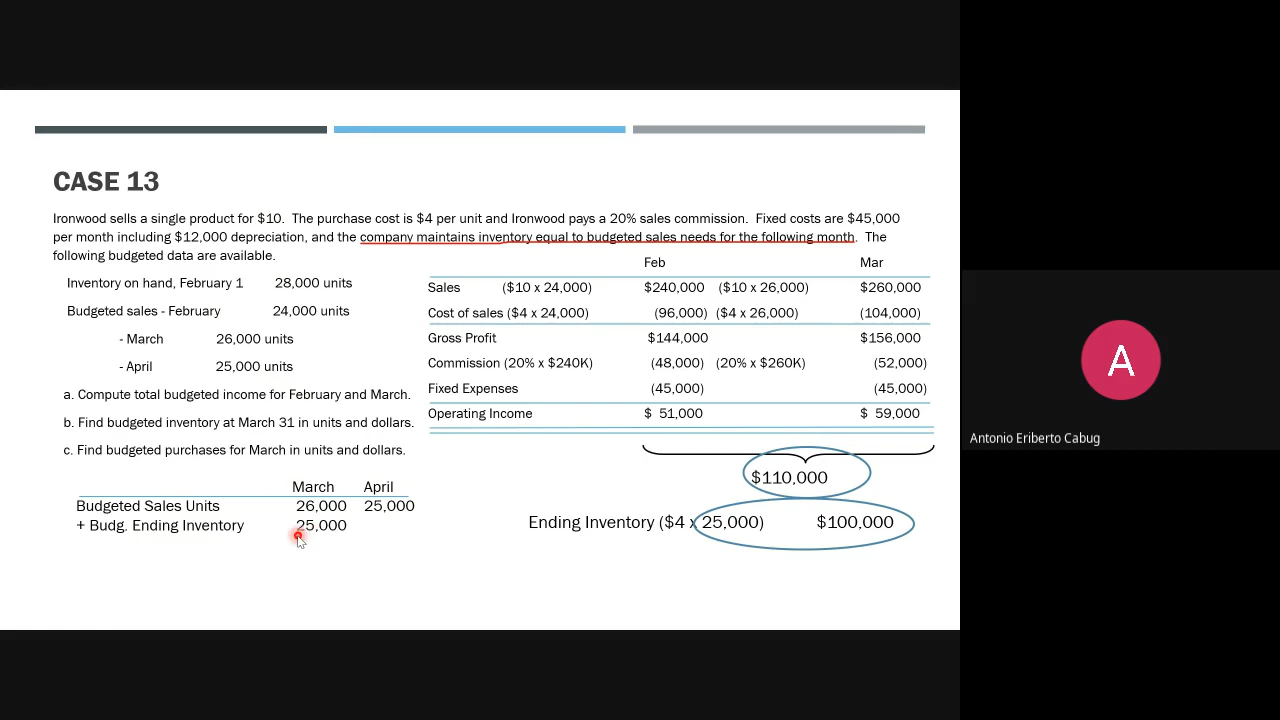 CASE 13
Ironwood sells a single product for $10. The purchase cost is $4 per unit and Ironwood pays a 20% sales commission. Fixed costs are $45,000
per month including $12,000 depreciation, and the company maintains inventory equal to budgeted sales needs for the following month. The
following budgeted data are available.
Inventory on hand, February 1 28,000 units
Budgeted sales - February 24,000 units
- March 26,000 units
- April 25,000 units
a. Compute total budgeted income for February and March.
b. Find budgeted inventory at March 31 in units and dollars.
c. Find budgeted purchases for March in units and dollars.
Feb Mar
Sales ($10 x 24,000) $240,000 ($10 x 26,000) $260,000
Cost of sales ($4 x 24,000) (96,000) ($4 x 26,000) (104,000)
Gross Profit $144,000 $156,000
Commission (20% x $240K) (48,000) (20% x $260K) (52,000)
Fixed Expenses (45,000) (45,000)
Operating Income $ 51,000 $ 59,000
$110,000
Ending Inventory ($4 x 25,000) $100,000
March April
Budgeted Sales Units 26,000 25,000
+ Budg. Ending Inventory 25,000
A
Antonio Eriberto Cabug